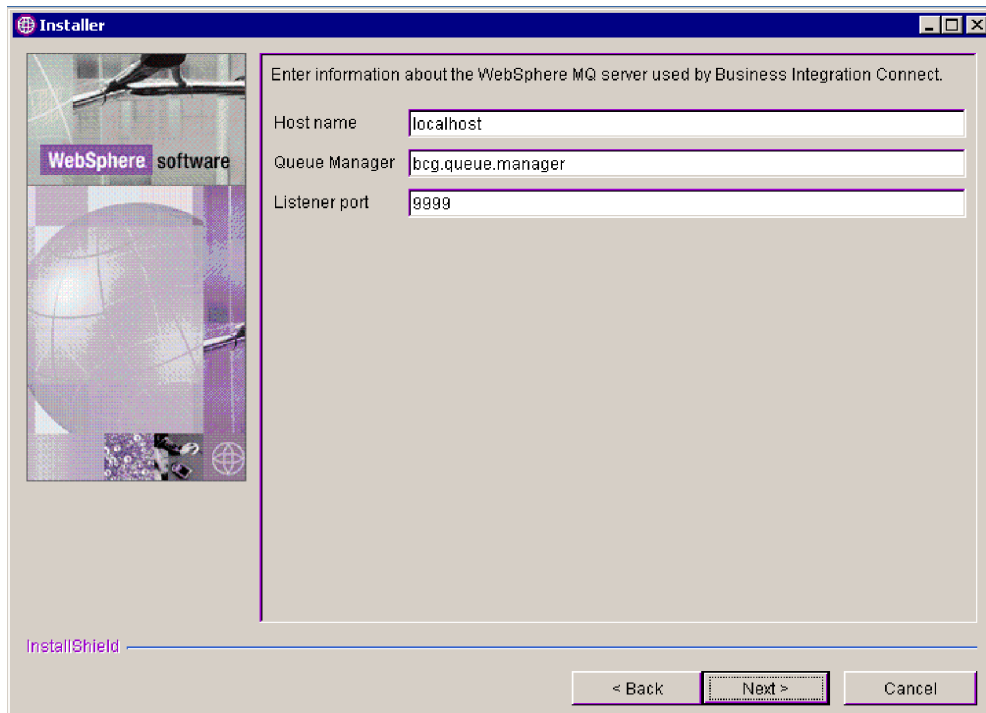 Installer
Enter information about the WebSphere MQ server used by Business Integration Connect.
Host name localhost
WebSphere software
Queue Manager bcg.queue.manager
Listener port 9999
InstallShield
< Back Next > Cancel